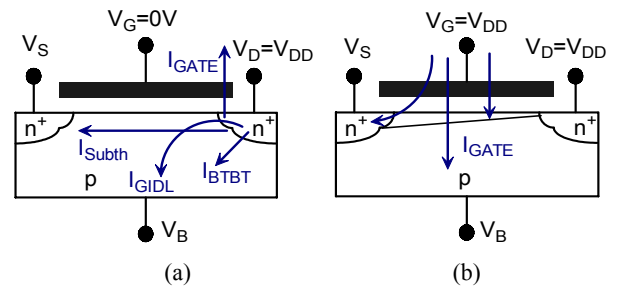 V_G=0V
V_S
I_GATE
V_D=V_DD
n+
n+
I_Subth
I_GIDL
I_BTBT
p
V_B
(a)
V_G=V_DD
V_S
V_D=V_DD
n+
n+
I_GATE
p
V_B
(b)